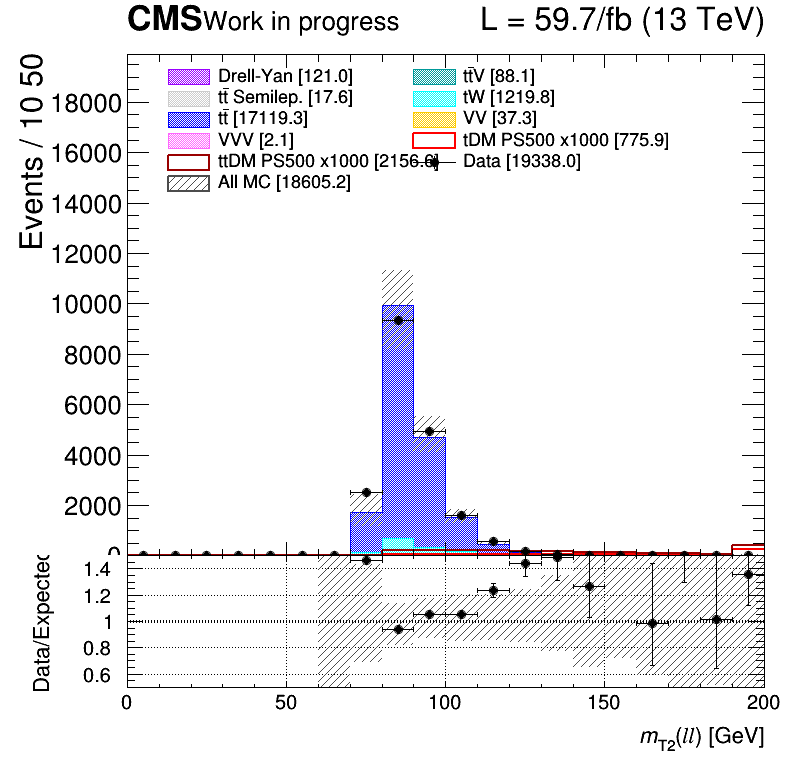 CMS Work in progress L = 59.7/fb (13 TeV)
Events / 10 50
Drell-Yan [121.0] tt̄V [88.1]
tt̄ Semilep. [17.6] tW [1219.8]
tt̄ [17119.3] VV [37.3]
VVV [2.1] tDM PS500 x1000 [775.9]
ttDM PS500 x1000 [2156.6] Data [19338.0]
All MC [18605.2]
18000
16000
14000
12000
10000
8000
6000
4000
2000
0
Data/Expected
1.4
1.2
1
0.8
0.6
0 50 100 150 200
m_T2(ll) [GeV]